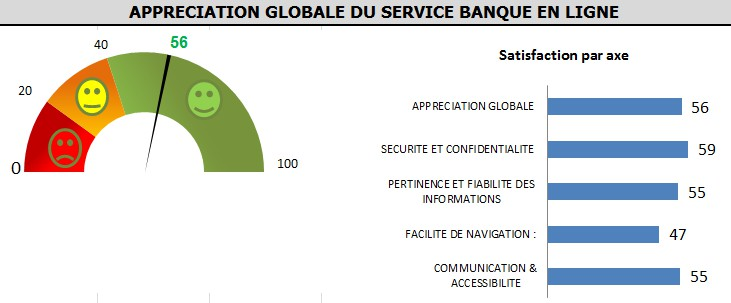 APPRECIATION GLOBALE DU SERVICE BANQUE EN LIGNE
0
20
40
56
100
Satisfaction par axe
APPRECIATION GLOBALE 56
SECURITE ET CONFIDENTIALITE 59
PERTINENCE ET FIABILITE DES
INFORMATIONS 55
FACILITE DE NAVIGATION : 47
COMMUNICATION &
ACCESSIBILITE 55